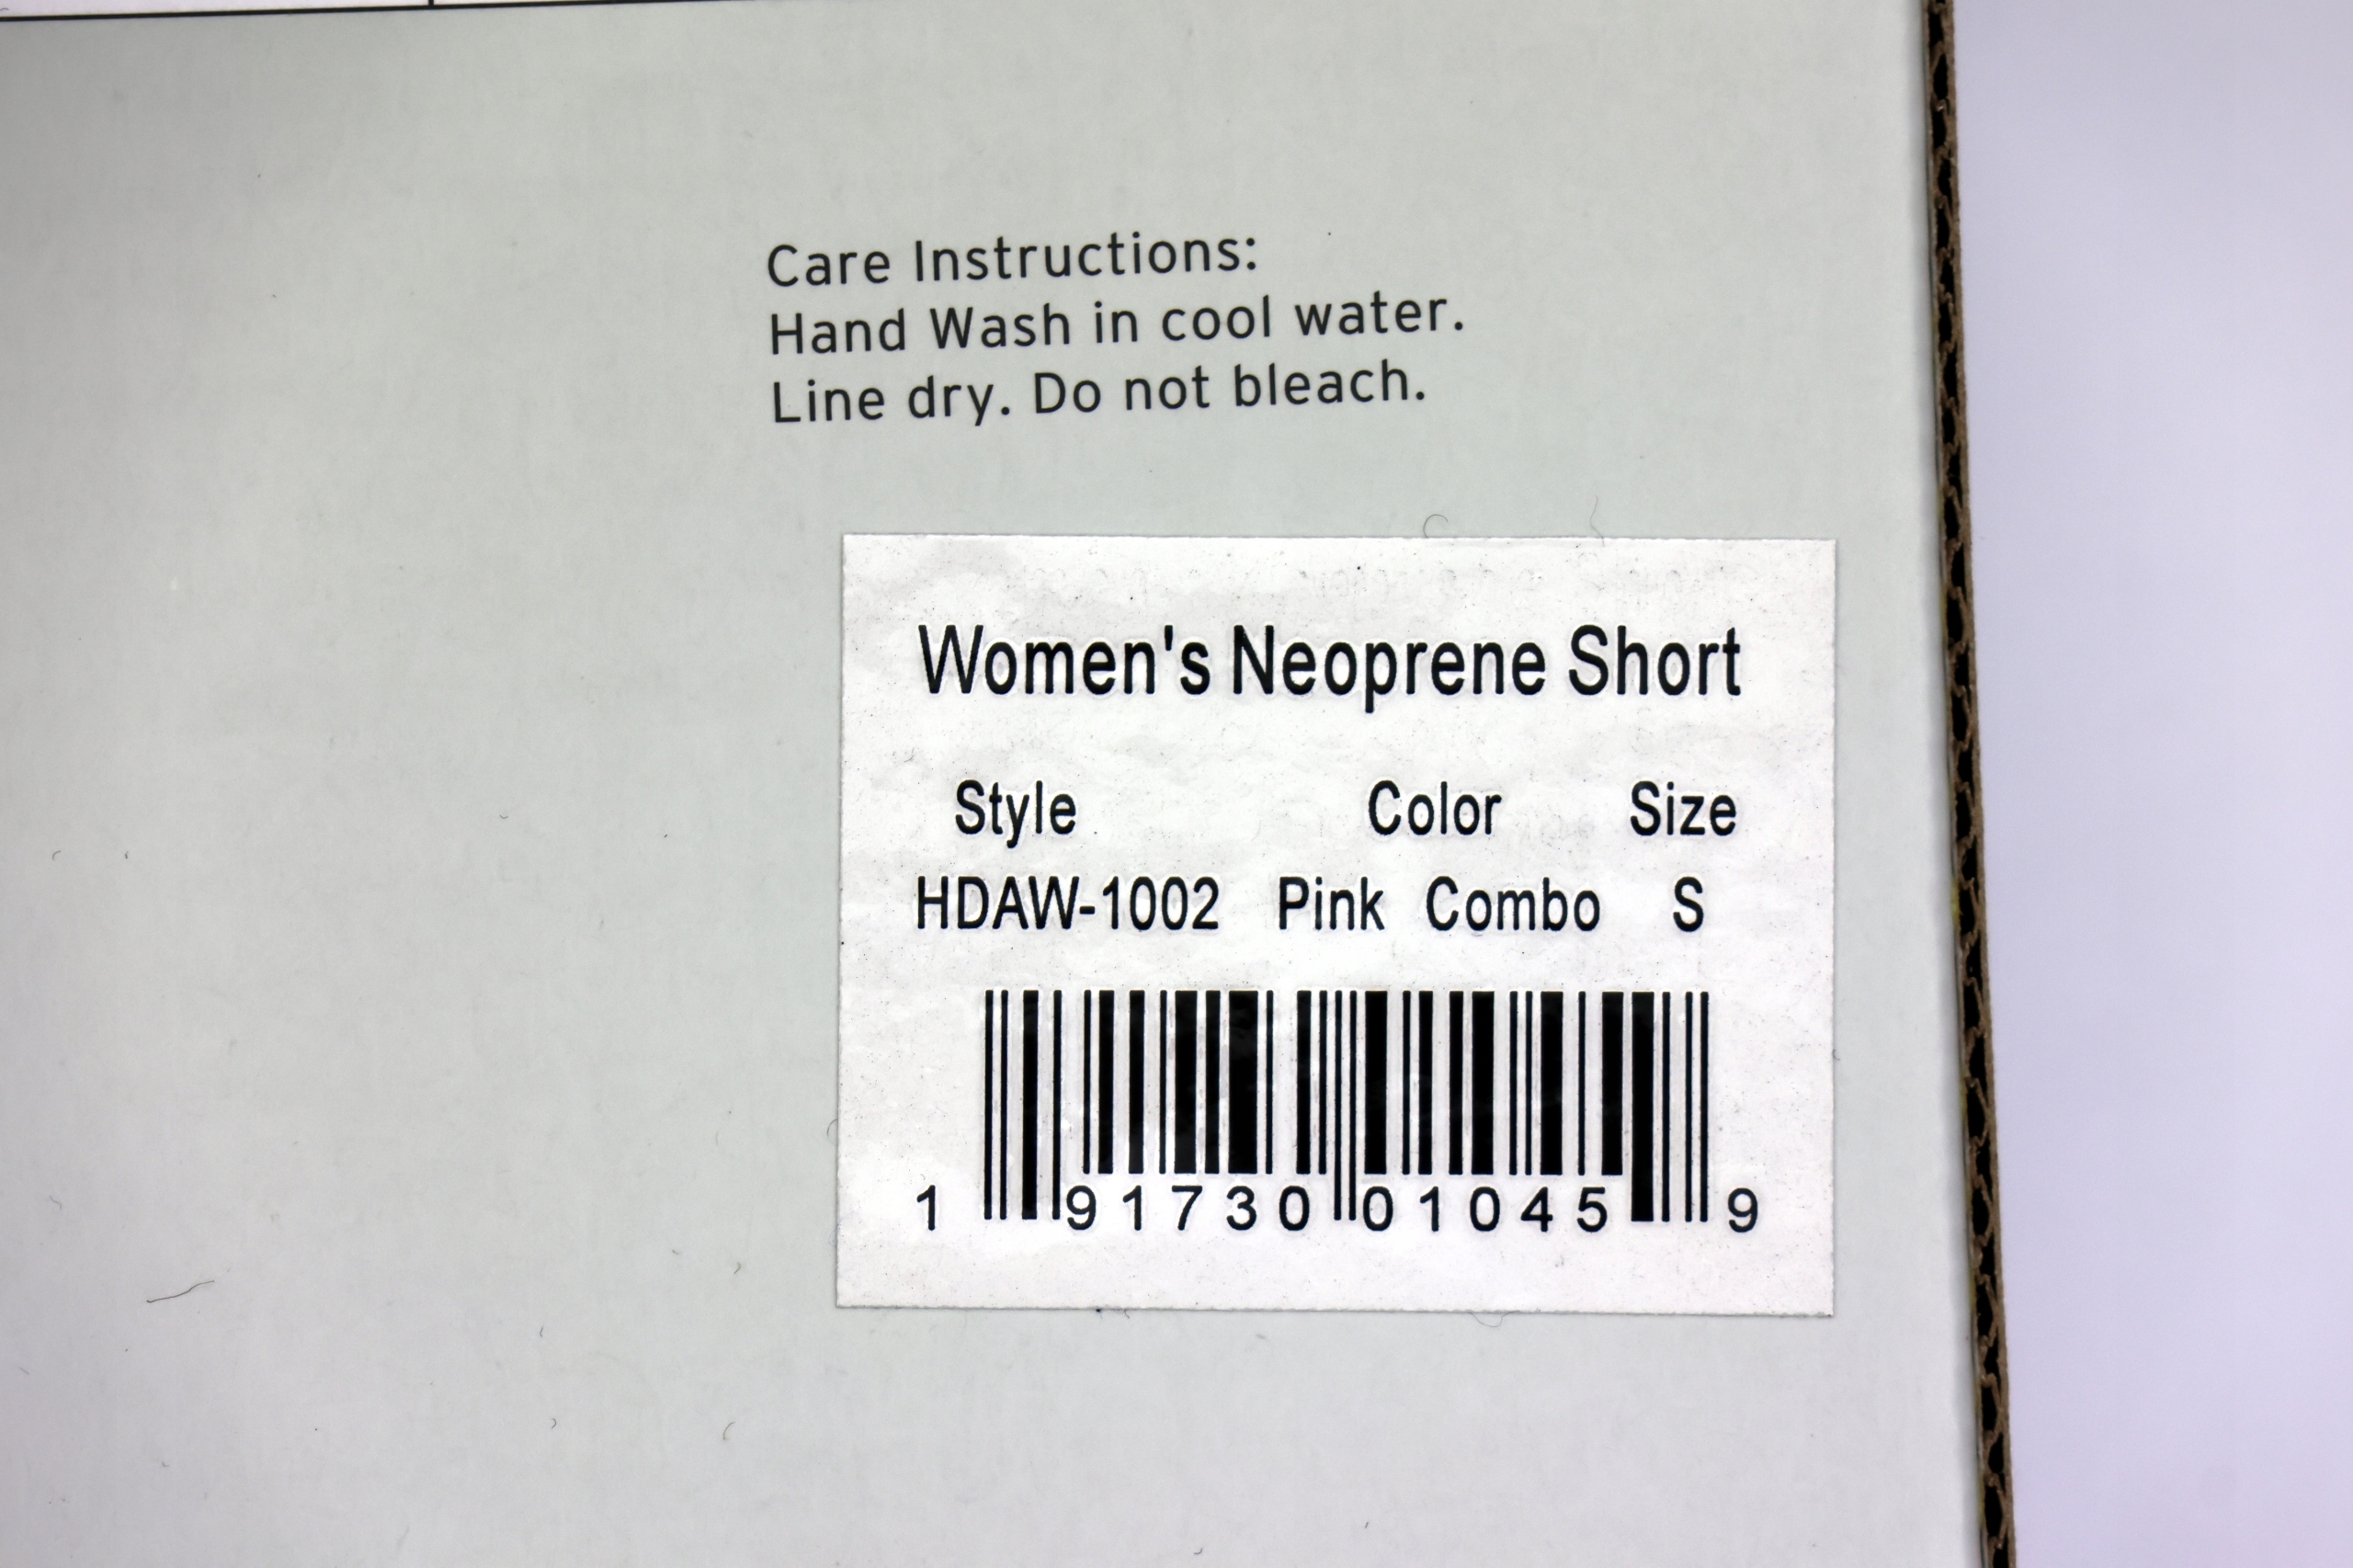 Care Instructions:
Hand Wash in cool water.
Line dry. Do not bleach.
Women's Neoprene Short
Style Color Size
HDAW-1002 Pink Combo S
1 91730 01045 9